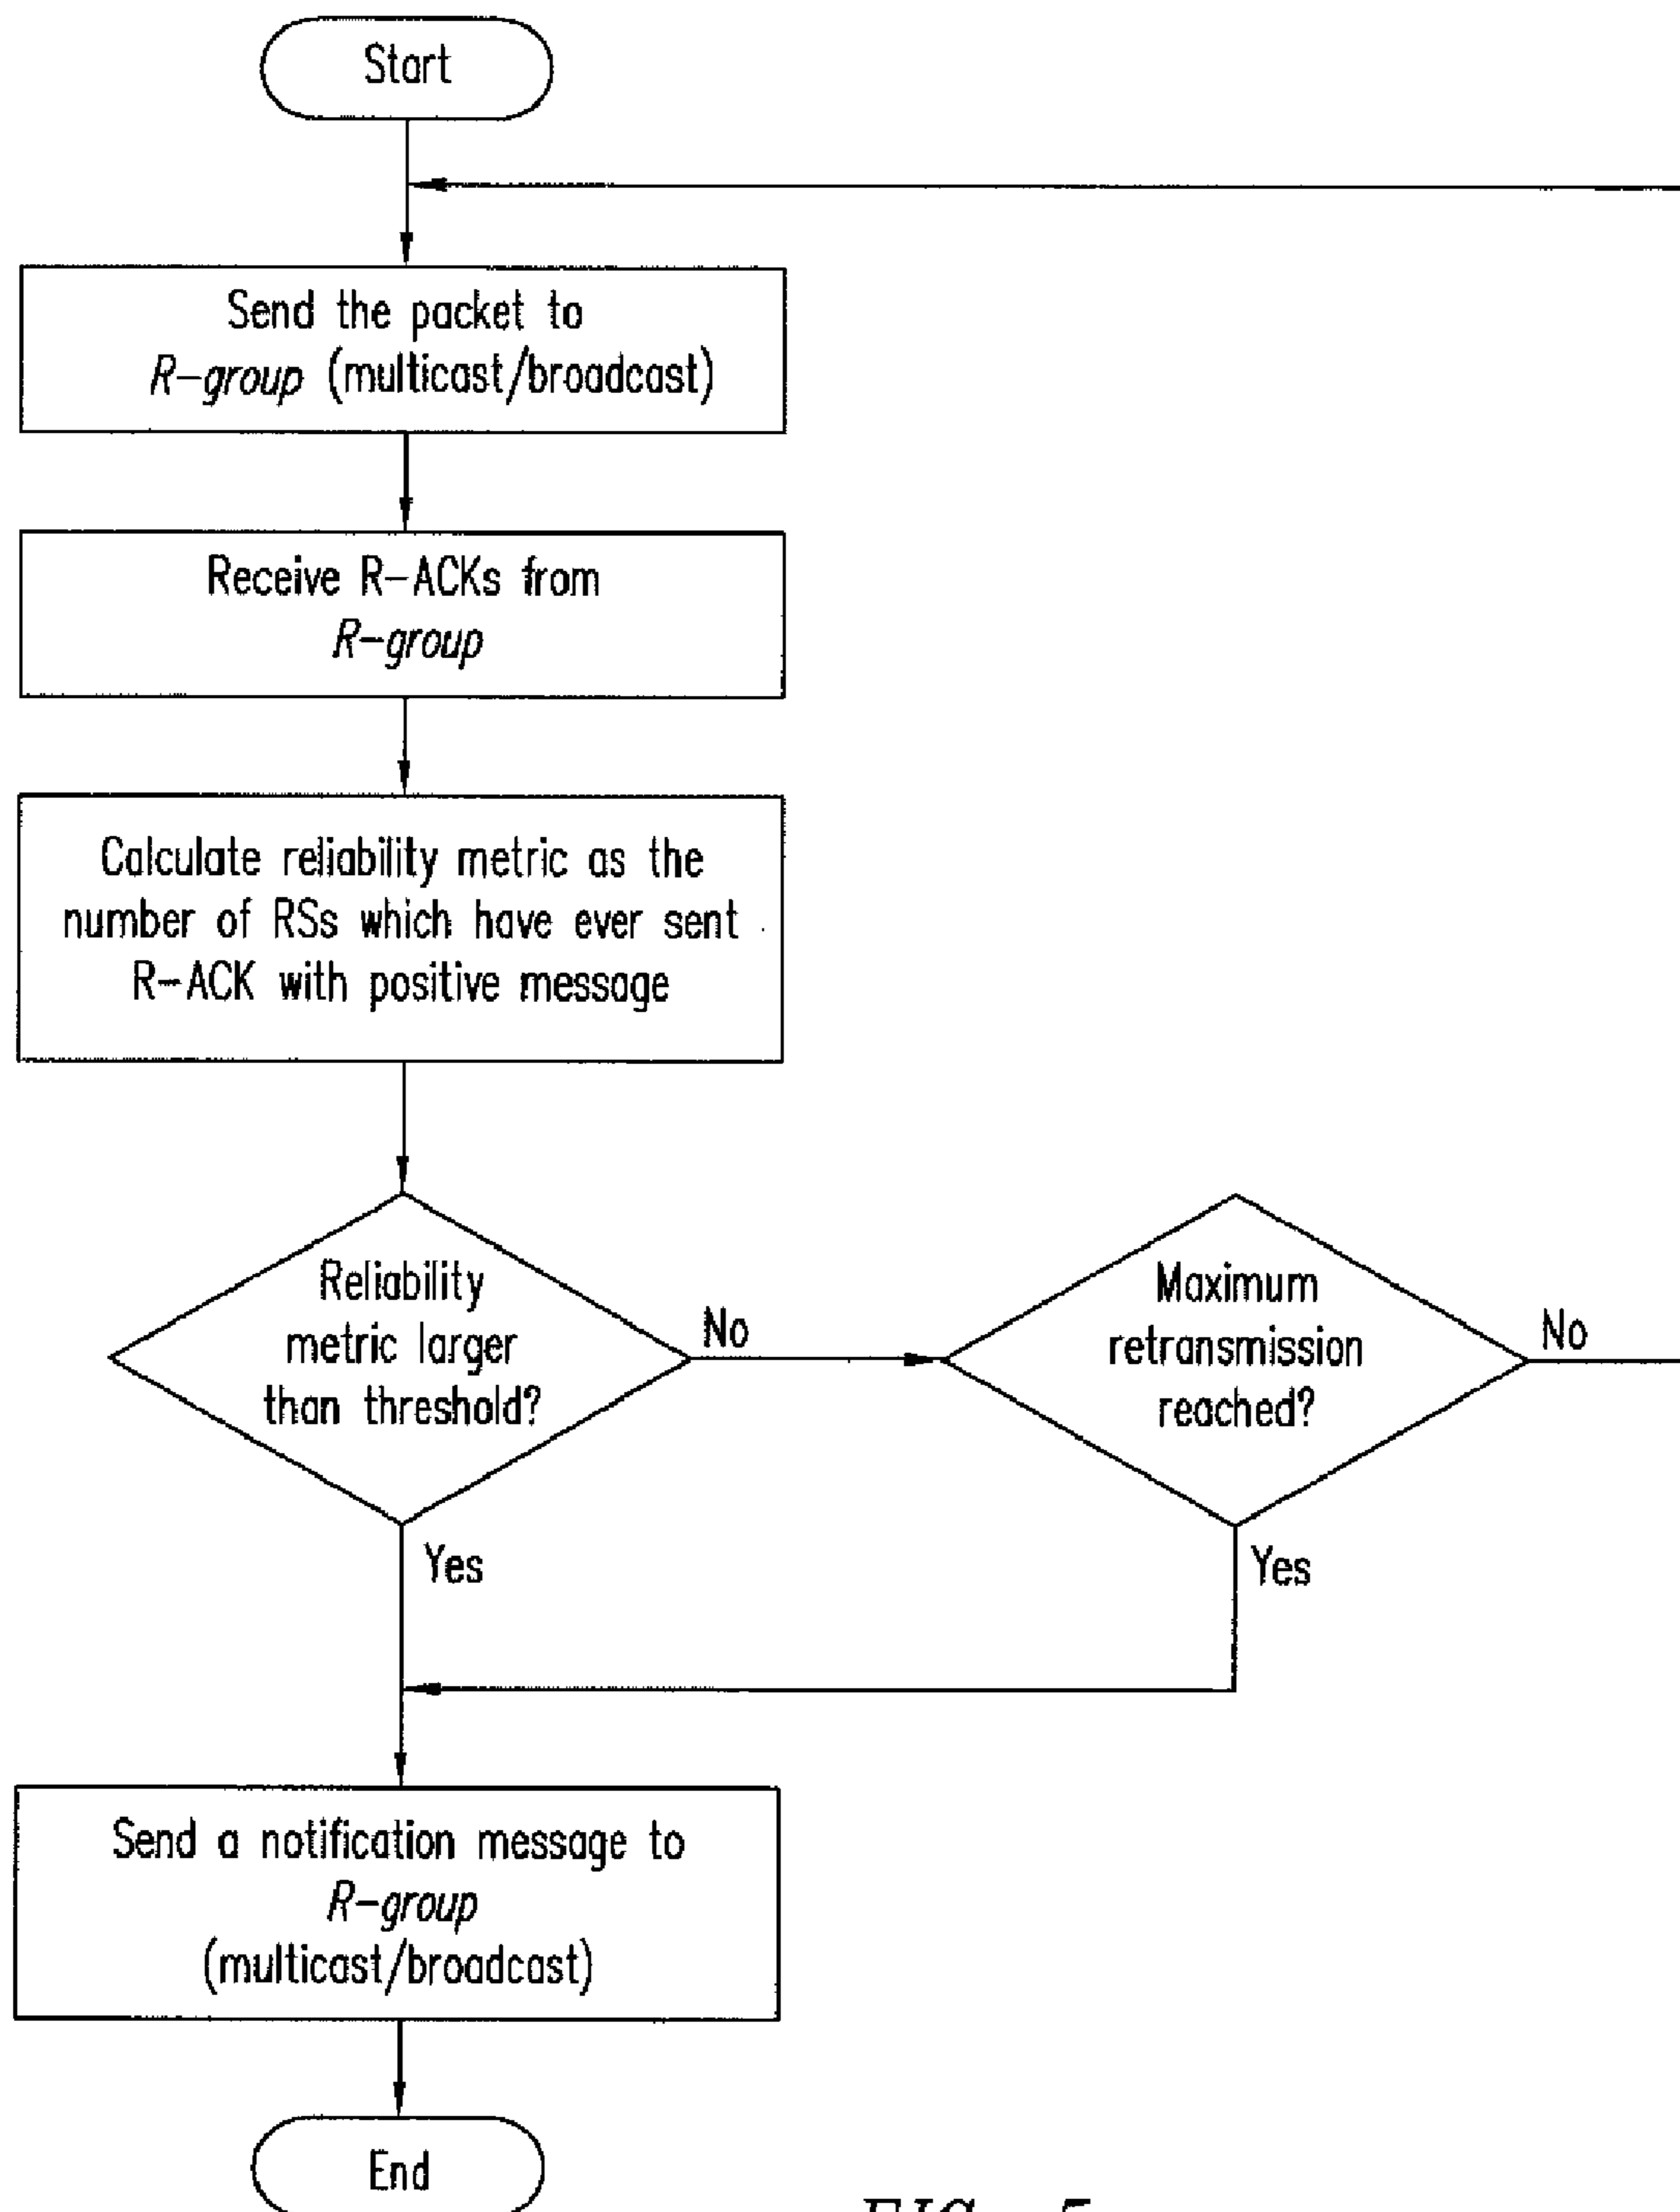 Start
Send the packet to
R-group (multicast/broadcast)
Receive R-ACKs from
R-group
Calculate reliability metric as the
number of RSs which have ever sent
R-ACK with positive message
Reliability
metric larger
than threshold?
No
Maximum
retransmission
reached?
No
Yes
Yes
Send a notification message to
R-group
(multicast/broadcast)
End